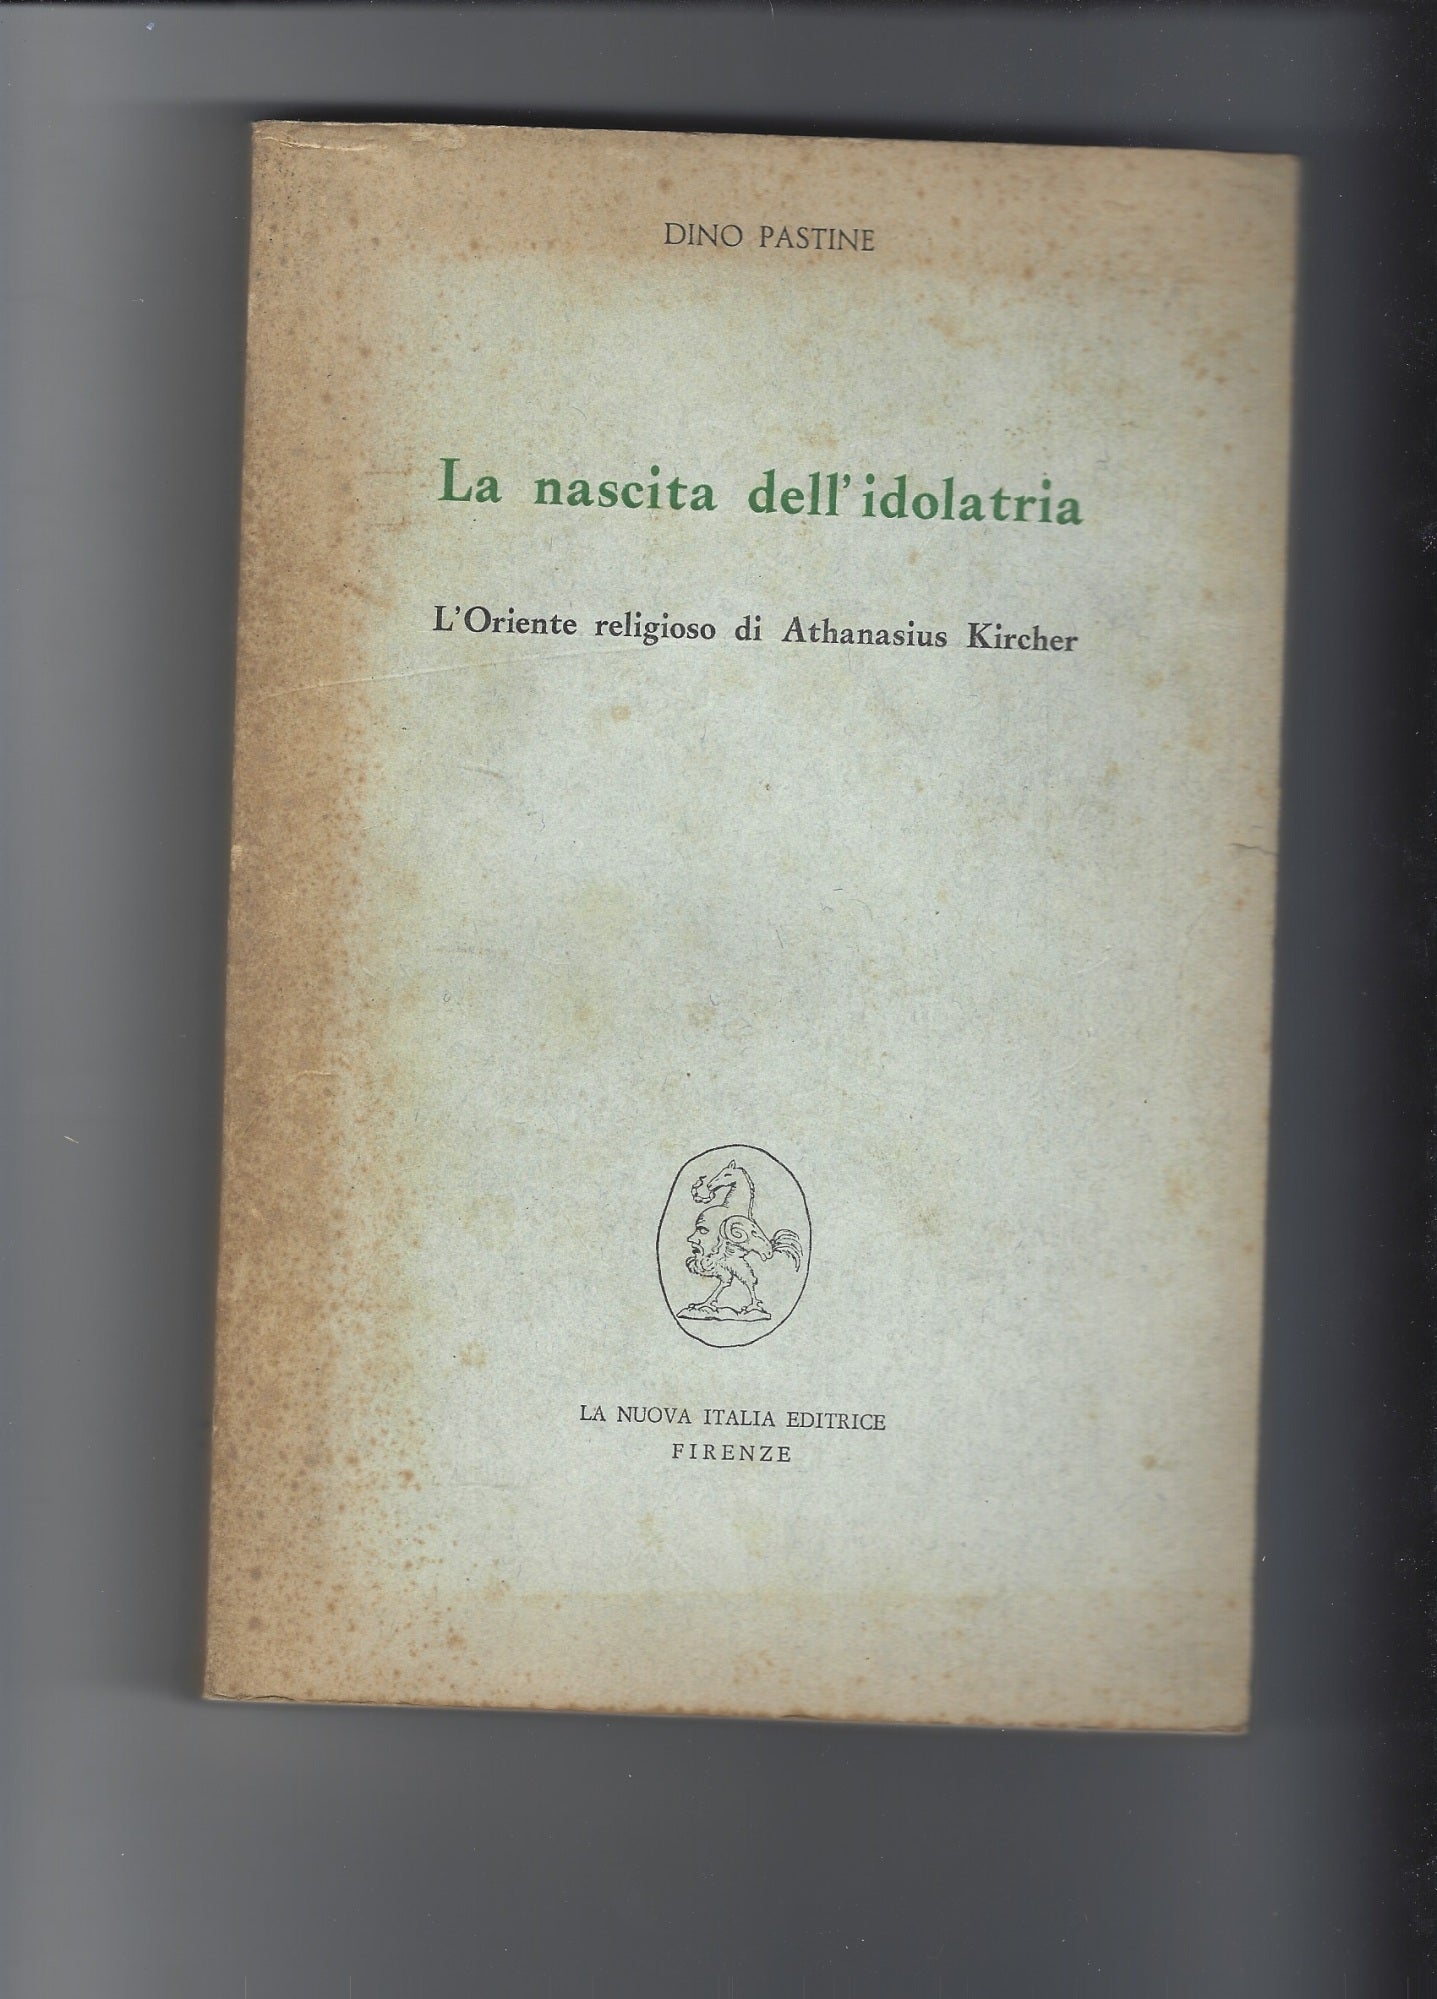 DINO PASTINE
La nascita dell'idolatria
L'Oriente religioso di Athanasius Kircher
LA NUOVA ITALIA EDITRICE
FIRENZE